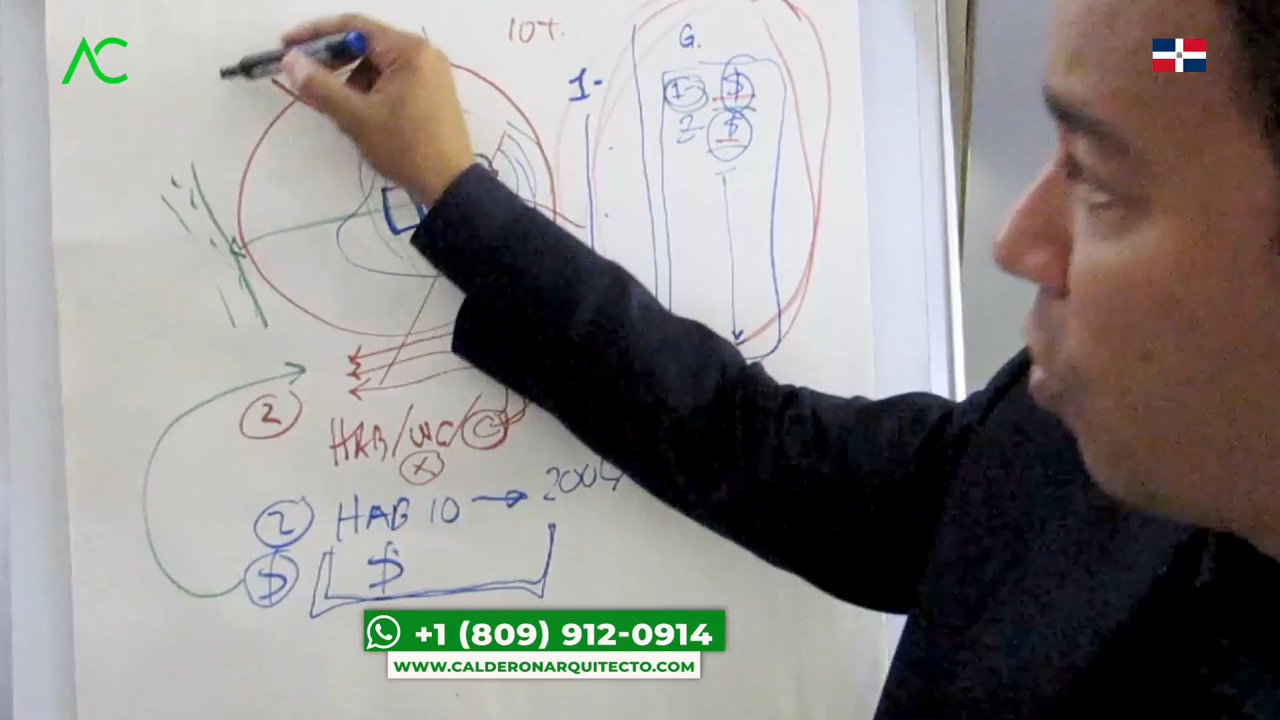 AC
10+.
G.
1-
1- $
2- $
2
HAB/WC/C
X
2 HAB 10 → 2004
$ $
+1 (809) 912-0914
WWW.CALDERONARQUITECTO.COM